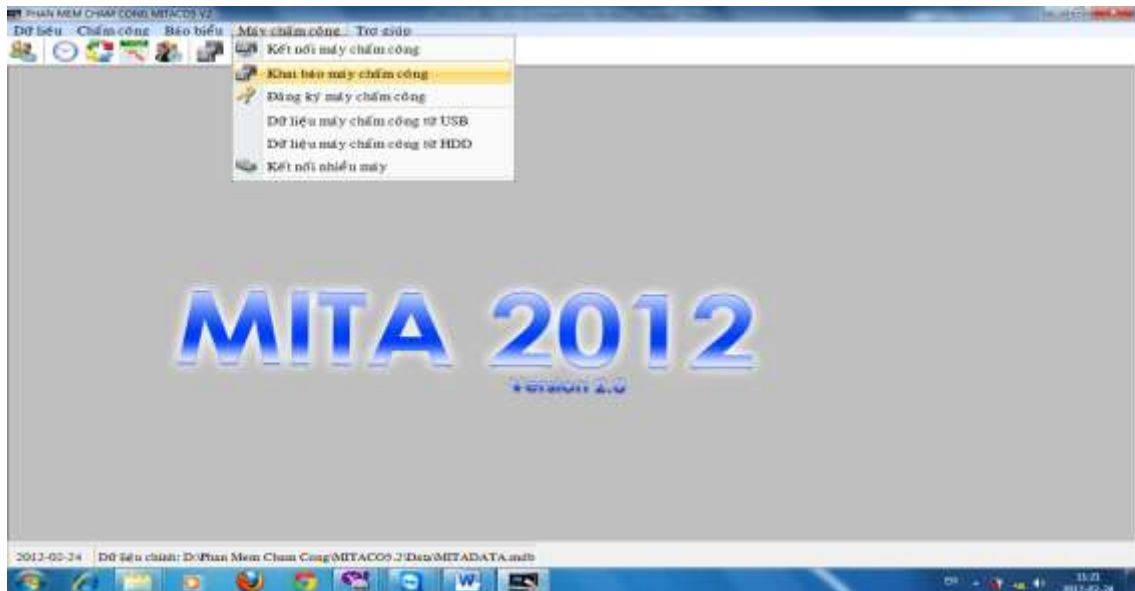 PHAN MEM CHAM CONG MITACOS V2
Dữ liệu Chấm công Báo biểu Máy chấm công Trợ giúp
Kết nối máy chấm công
Khai báo máy chấm công
Đăng ký máy chấm công
Dữ liệu máy chấm công từ USB
Dữ liệu máy chấm công từ HDD
Kết nối nhiều máy
MITA 2012
Version 2.0
Dữ liệu chính: D:\Phan Mem Cham Cong\MITACOS.2\Data\MITADATA.mdb
EN